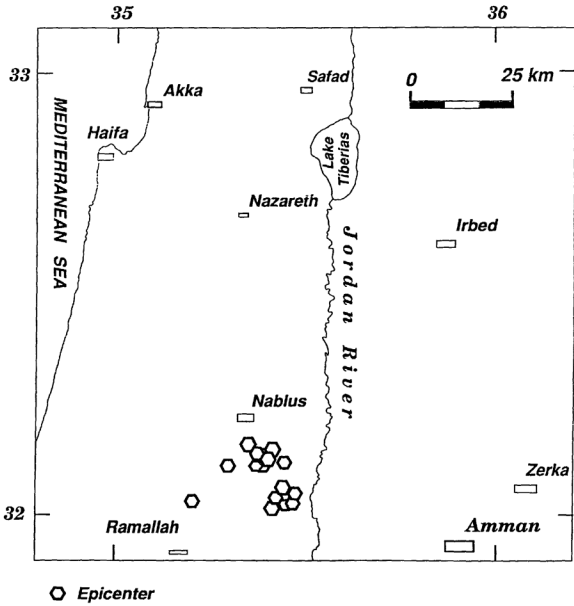 35
36
33
Safad
0
25 km
Akka
MEDITERRANEAN SEA
Haifa
Lake
Tiberias
Nazareth
Irbed
Jordan River
Nablus
Zerka
32
Ramallah
Amman
Epicenter